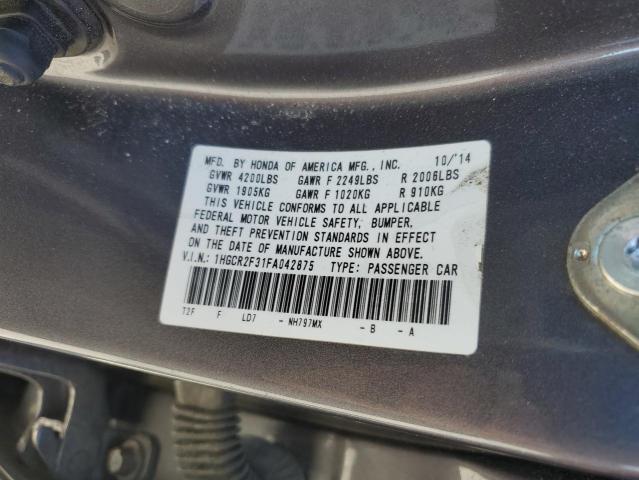 MFD. BY HONDA OF AMERICA MFG., INC. 10/'14
GVWR 4200LBS GAWR F 2249LBS R 2006LBS
GVWR 1905KG GAWR F 1020KG R 910KG
THIS VEHICLE CONFORMS TO ALL APPLICABLE
FEDERAL MOTOR VEHICLE SAFETY, BUMPER,
AND THEFT PREVENTION STANDARDS IN EFFECT
ON THE DATE OF MANUFACTURE SHOWN ABOVE.
V.I.N.: 1HGCR2F31FA042875 TYPE: PASSENGER CAR
T2F F LD7 - NH797MX - B - A